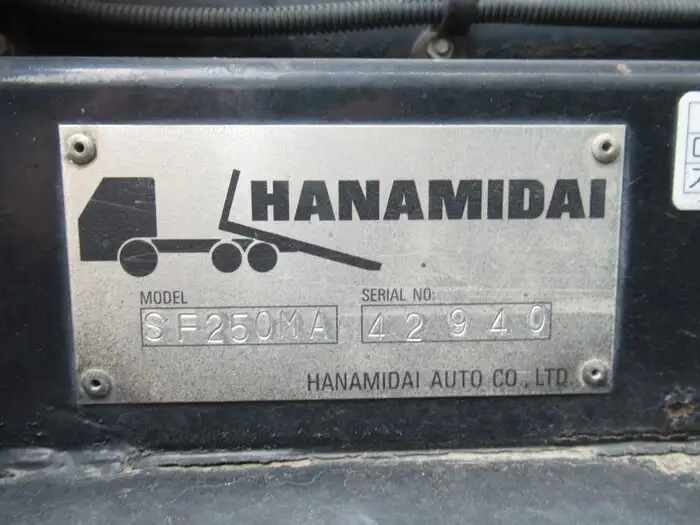 HANAMIDAI
MODEL
SERIAL NO.
SF250MA
42940
HANAMIDAI AUTO CO., LTD.